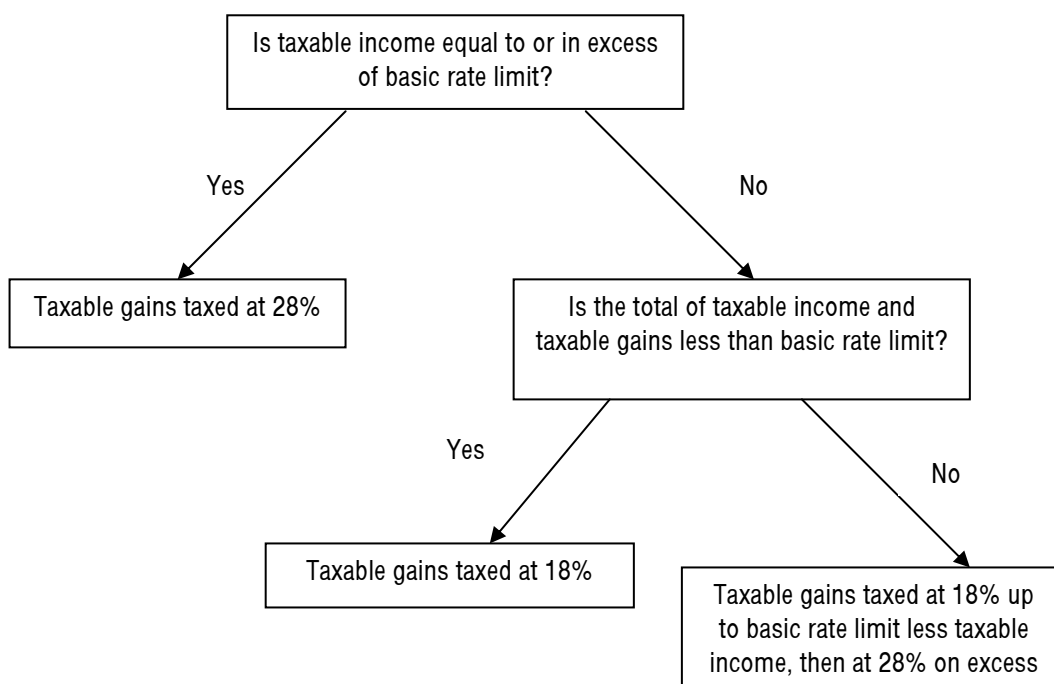 Is taxable income equal to or in excess
of basic rate limit?
Yes
No
Taxable gains taxed at 28%
Is the total of taxable income and
taxable gains less than basic rate limit?
Yes
No
Taxable gains taxed at 18%
Taxable gains taxed at 18% up
to basic rate limit less taxable
income, then at 28% on excess